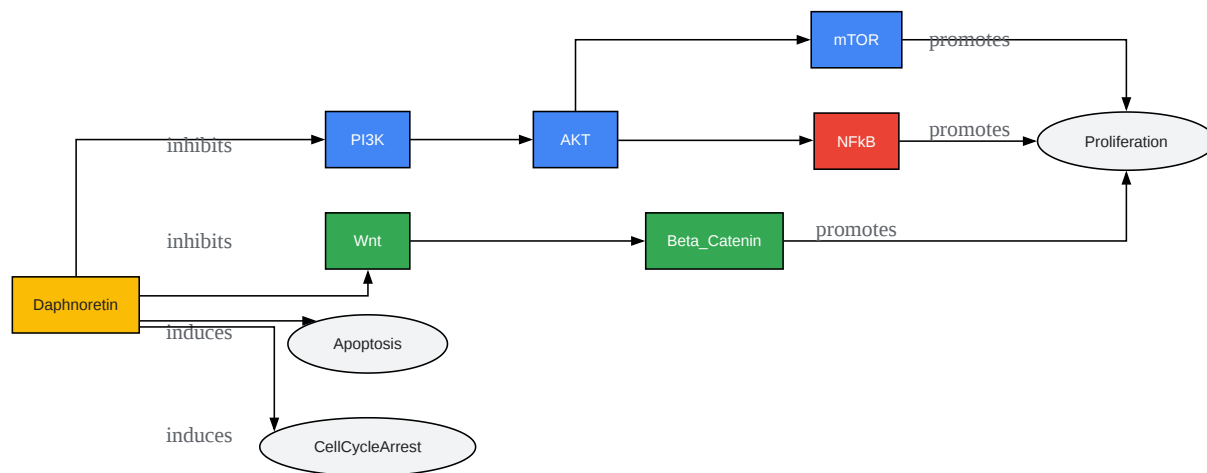 mTOR
promotes
inhibits
PI3K
AKT
NFkB
promotes
Proliferation
inhibits
Wnt
Beta_Catenin
promotes
Daphnoretin
induces
Apoptosis
induces
CellCycleArrest